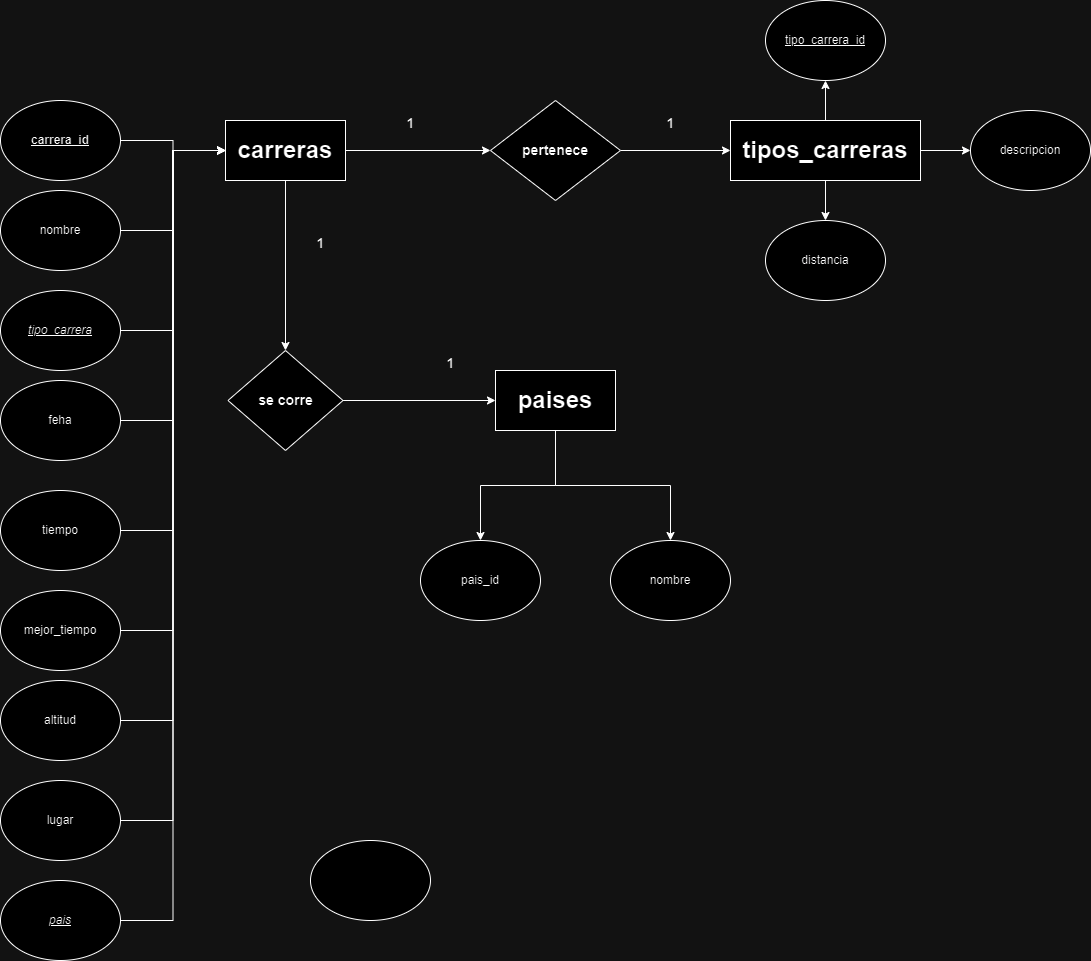 tipo_carrera_id
carrera_id
carreras
1
pertenece
1
tipos_carreras
descripcion
nombre
1
distancia
tipo_carrera
1
se corre
paises
feha
tiempo
pais_id
nombre
mejor_tiempo
altitud
lugar
pais